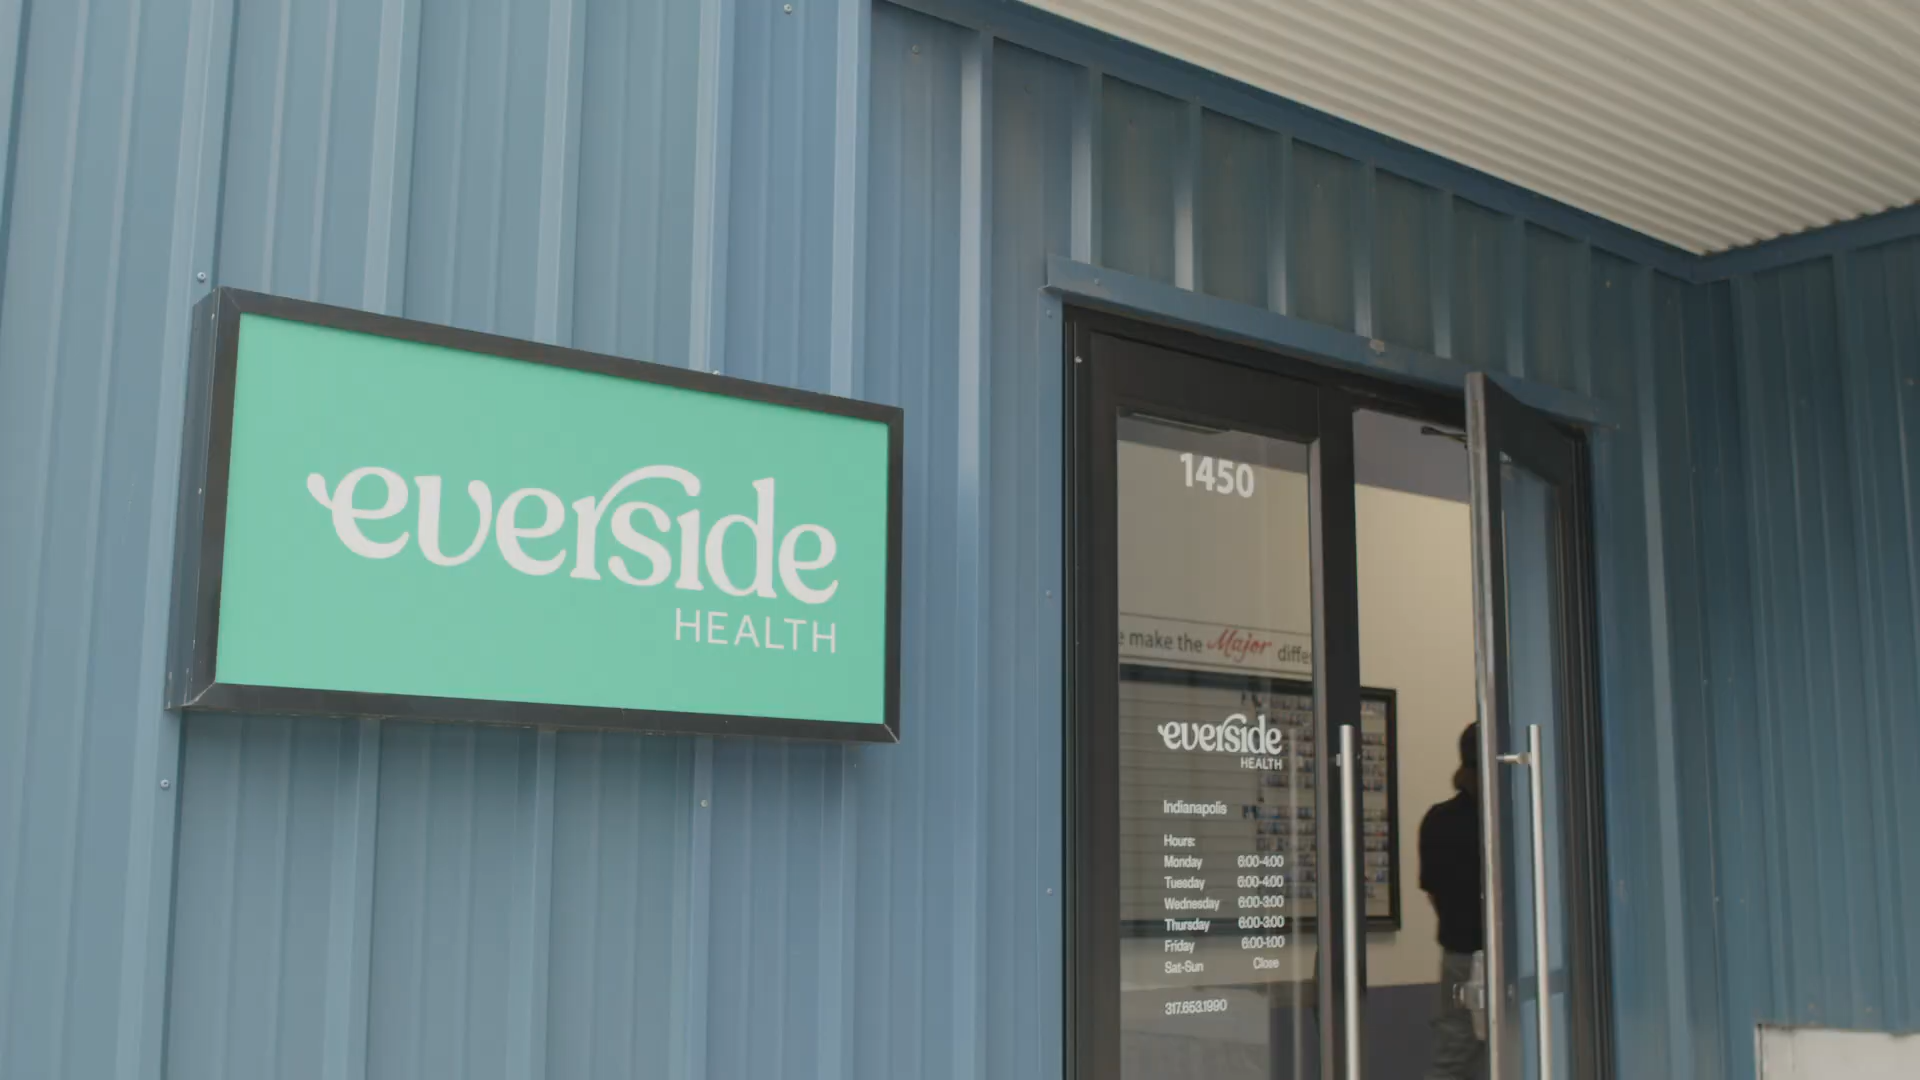 everside
HEALTH
1450
make the Major
everside
HEALTH
Indianapolis
Hours:
Monday 6:00-4:00
Tuesday 6:00-4:00
Wednesday 6:00-3:00
Thursday 6:00-3:00
Friday 6:00-1:00
Sat-Sun Close
317.653.1990